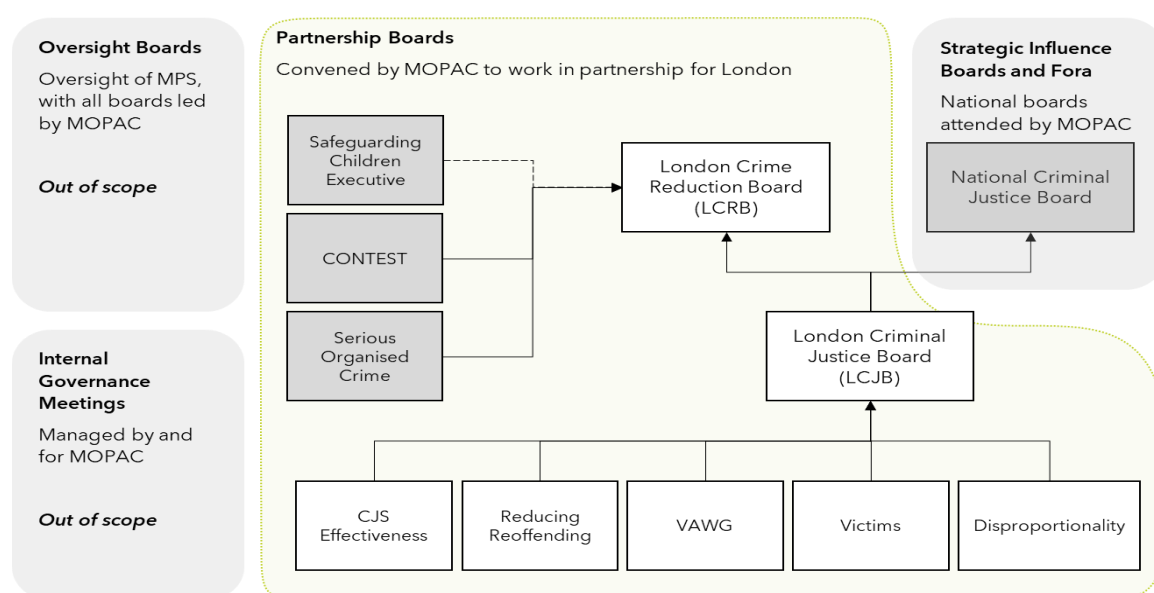 Oversight Boards
Oversight of MPS,
with all boards led
by MOPAC
Out of scope
Internal
Governance
Meetings
Managed by and
for MOPAC
Out of scope
Partnership Boards
Convened by MOPAC to work in partnership for London
Safeguarding
Children
Executive
CONTEST
Serious
Organised
Crime
London Crime
Reduction Board
(LCRB)
London Criminal
Justice Board
(LCJB)
CJS
Effectiveness
Reducing
Reoffending
VAWG
Victims
Disproportionality
Strategic Influence
Boards and Fora
National boards
attended by MOPAC
National Criminal
Justice Board